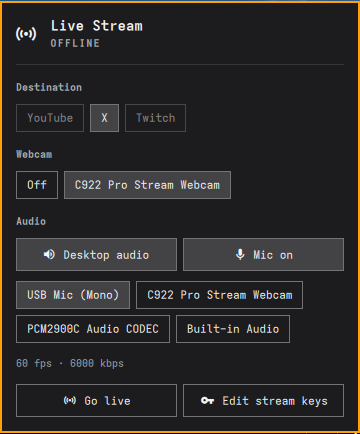 Live Stream
OFFLINE
Destination
YouTube X Twitch
Webcam
Off C922 Pro Stream Webcam
Audio
Desktop audio Mic on
USB Mic (Mono) C922 Pro Stream Webcam
PCM2900C Audio CODEC Built-in Audio
60 fps · 6000 kbps
Go live Edit stream keys